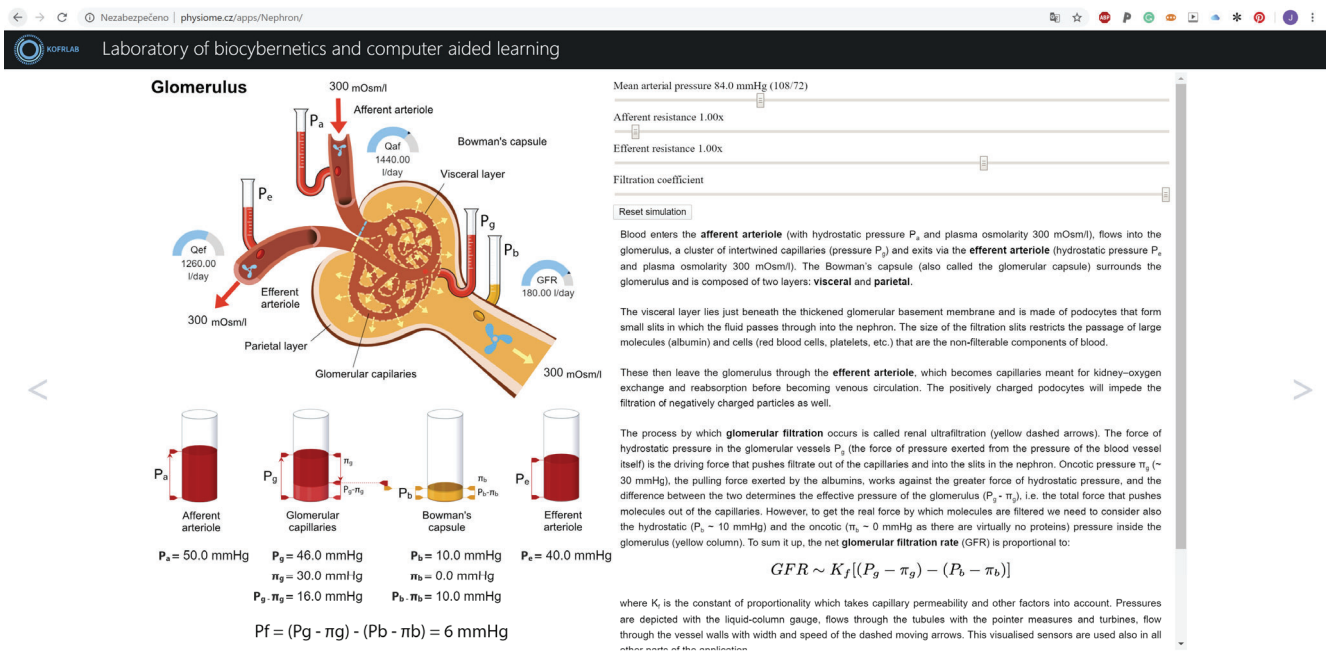 Nezabezpečeno | physiome.cz/apps/Nephron/
ABP
J
KOFRLAB
Laboratory of biocybernetics and computer aided learning
Glomerulus
300 mOsm/l
Afferent arteriole
Pa
Qaf
1440.00
l/day
Bowman's capsule
Visceral layer
Pe
Pg
Qef
1260.00
l/day
Pb
GFR
180.00 l/day
Efferent
arteriole
300 mOsm/l
Parietal layer
Glomerular capilaries
300 mOsm/l
<
>
Pa
Pg
πg
Pg-πg
Pb
πb
Pb-πb
Pe
Afferent
arteriole
Glomerular
capillaries
Bowman's
capsule
Efferent
arteriole
Pa = 50.0 mmHg
Pg = 46.0 mmHg
Pb = 10.0 mmHg
Pe = 40.0 mmHg
πg = 30.0 mmHg
πb = 0.0 mmHg
Pg - πg = 16.0 mmHg
Pb - πb = 10.0 mmHg
Pf = (Pg - πg) - (Pb - πb) = 6 mmHg
Mean arterial pressure 84.0 mmHg (108/72)
Afferent resistance 1.00x
Efferent resistance 1.00x
Filtration coefficient
Reset simulation
Blood enters the afferent arteriole (with hydrostatic pressure Pa and plasma osmolarity 300 mOsm/l), flows into the
glomerulus, a cluster of intertwined capillaries (pressure Pg) and exits via the efferent arteriole (hydrostatic pressure Pe
and plasma osmolarity 300 mOsm/l). The Bowman's capsule (also called the glomerular capsule) surrounds the
glomerulus and is composed of two layers: visceral and parietal.
The visceral layer lies just beneath the thickened glomerular basement membrane and is made of podocytes that form
small slits in which the fluid passes through into the nephron. The size of the filtration slits restricts the passage of large
molecules (albumin) and cells (red blood cells, platelets, etc.) that are the non-filterable components of blood.
These then leave the glomerulus through the efferent arteriole, which becomes capillaries meant for kidney–oxygen
exchange and reabsorption before becoming venous circulation. The positively charged podocytes will impede the
filtration of negatively charged particles as well.
The process by which glomerular filtration occurs is called renal ultrafiltration (yellow dashed arrows). The force of
hydrostatic pressure in the glomerular vessels Pg (the force of pressure exerted from the pressure of the blood vessel
itself) is the driving force that pushes filtrate out of the capillaries and into the slits in the nephron. Oncotic pressure πg (~
30 mmHg), the pulling force exerted by the albumins, works against the greater force of hydrostatic pressure, and the
difference between the two determines the effective pressure of the glomerulus (Pg - πg), i.e. the total force that pushes
molecules out of the capillaries. However, to get the real force by which molecules are filtered we need to consider also
the hydrostatic (Pb ~ 10 mmHg) and the oncotic (πb ~ 0 mmHg as there are virtually no proteins) pressure inside the
glomerulus (yellow column). To sum it up, the net glomerular filtration rate (GFR) is proportional to:
GFR ∼ Kf[(Pg − πg) − (Pb − πb)]
where Kf is the constant of proportionality which takes capillary permeability and other factors into account. Pressures
are depicted with the liquid-column gauge, flows through the tubules with the pointer measures and turbines, flow
through the vessel walls with width and speed of the dashed moving arrows. This visualised sensors are used also in all
other parts of the application.